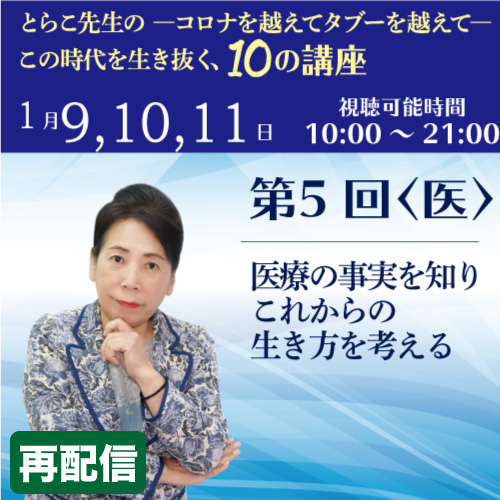 とらこ先生の ―コロナを越えてタブーを越えて―
この時代を生き抜く、10の講座
1月9,10,11日
視聴可能時間
10:00 ～ 21:00
第5 回〈医〉
医療の事実を知り
これからの
生き方を考える
再配信